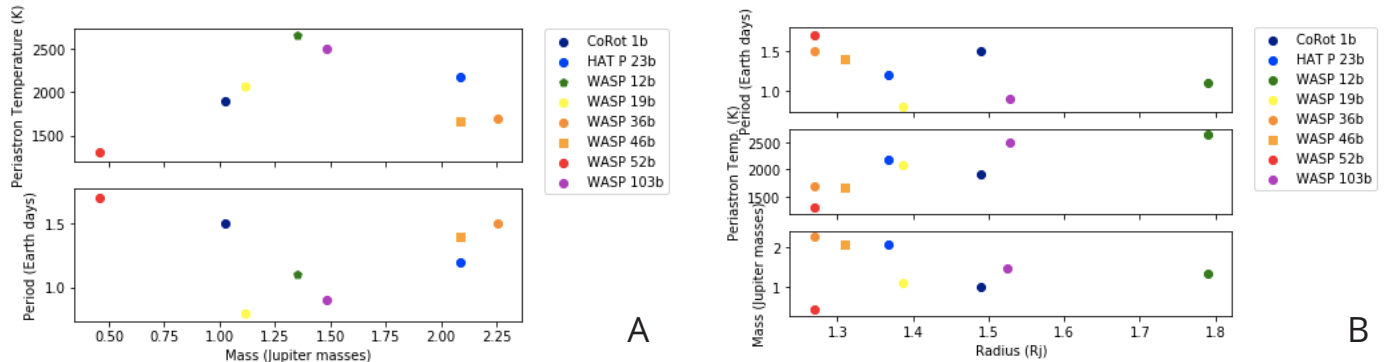 Periastron Temperature (K)
2500
2000
1500
Period (Earth days)
1.5
1.0
0.50
0.75
1.00
1.25
1.50
1.75
2.00
2.25
Mass (Jupiter masses)
CoRot 1b
HAT P 23b
WASP 12b
WASP 19b
WASP 36b
WASP 46b
WASP 52b
WASP 103b
A
Period (Earth days)
1.5
1.0
Periastron Temp. (K)
2500
2000
1500
Mass (Jupiter masses)
2
1
1.3
1.4
1.5
1.6
1.7
1.8
Radius (Rj)
CoRot 1b
HAT P 23b
WASP 12b
WASP 19b
WASP 36b
WASP 46b
WASP 52b
WASP 103b
B